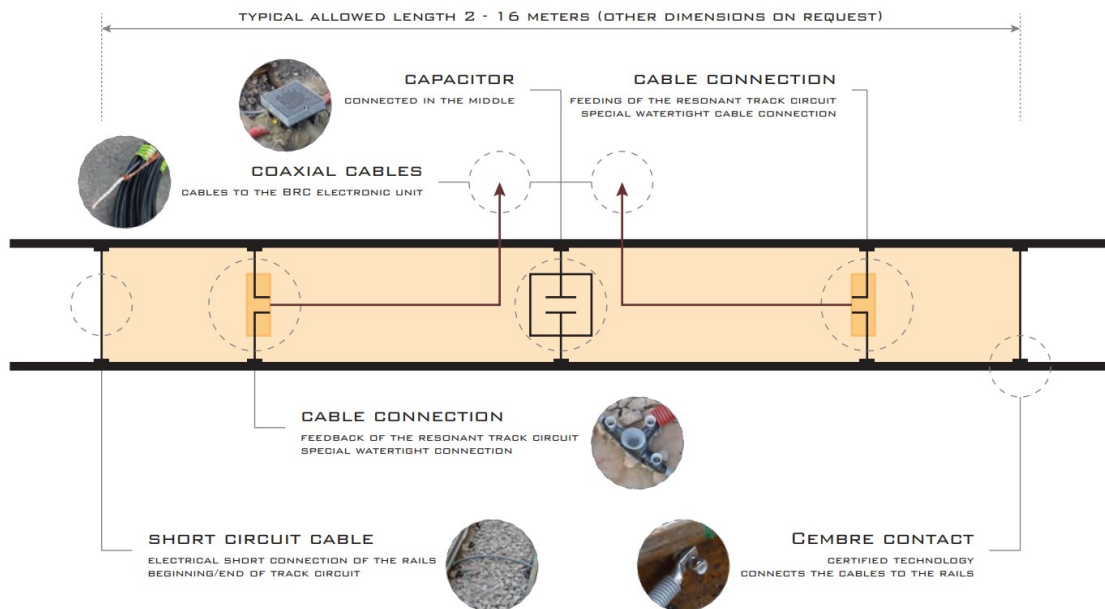 TYPICAL ALLOWED LENGTH 2 - 16 METERS (OTHER DIMENSIONS ON REQUEST)
CAPACITOR
CONNECTED IN THE MIDDLE
CABLE CONNECTION
FEEDING OF THE RESONANT TRACK CIRCUIT
SPECIAL WATERTIGHT CABLE CONNECTION
COAXIAL CABLES
CABLES TO THE BRC ELECTRONIC UNIT
CABLE CONNECTION
FEEDBACK OF THE RESONANT TRACK CIRCUIT
SPECIAL WATERTIGHT CONNECTION
SHORT CIRCUIT CABLE
ELECTRICAL SHORT CONNECTION OF THE RAILS
BEGINNING/END OF TRACK CIRCUIT
CEMBRE CONTACT
CERTIFIED TECHNOLOGY
CONNECTS THE CABLES TO THE RAILS